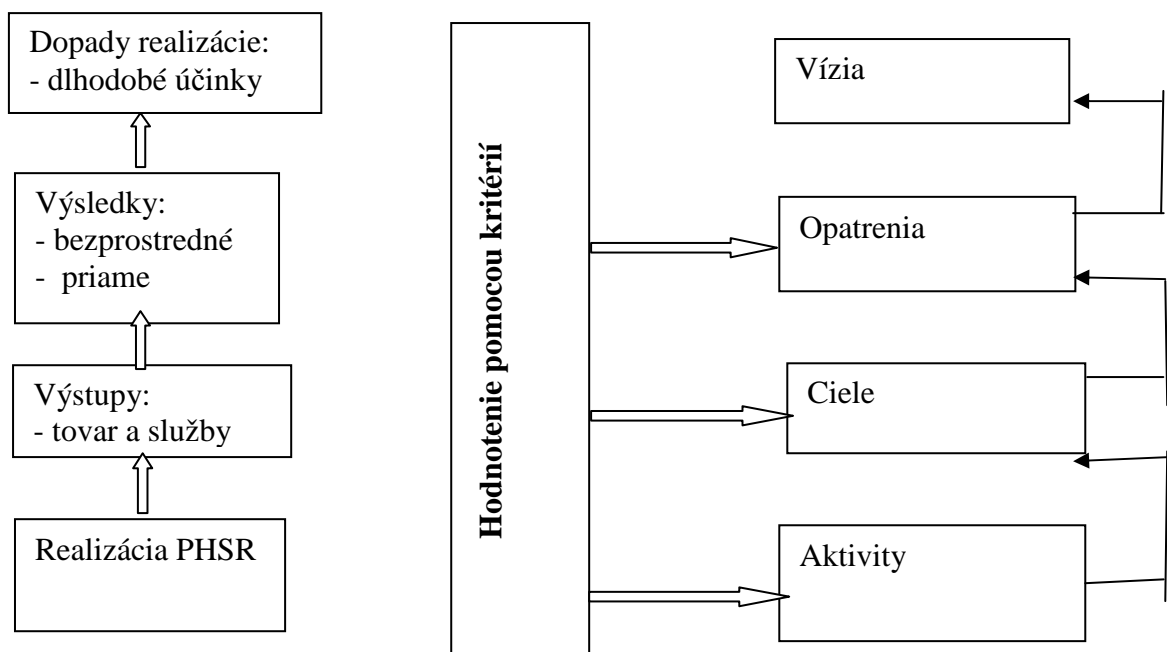 Dopady realizácie:
- dlhodobé účinky
Výsledky:
- bezprostredné
- priame
Výstupy:
- tovar a služby
Realizácia PHSR
Hodnotenie pomocou kritérií
Vízia
Opatrenia
Ciele
Aktivity